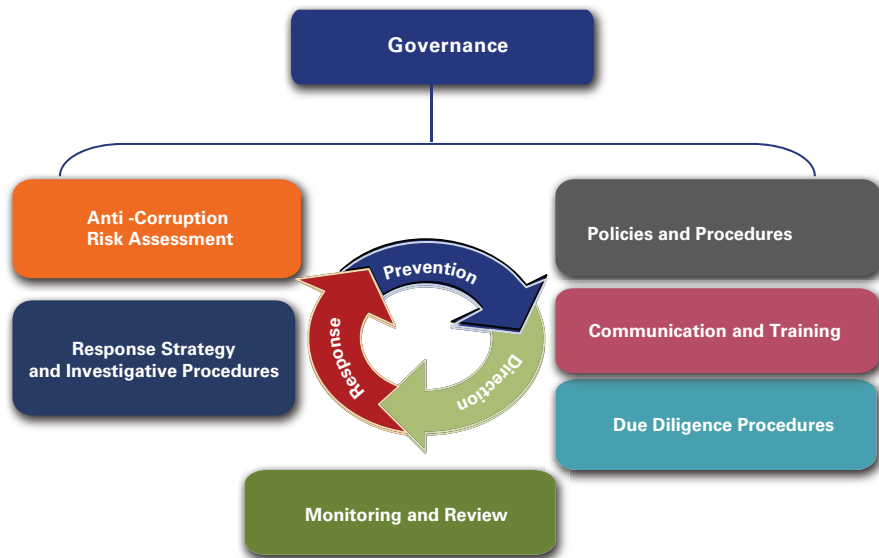 Governance
Anti -Corruption
Risk Assessment
Policies and Procedures
Prevention
Communication and Training
Response Strategy
and Investigative Procedures
Response
Direction
Due Diligence Procedures
Monitoring and Review